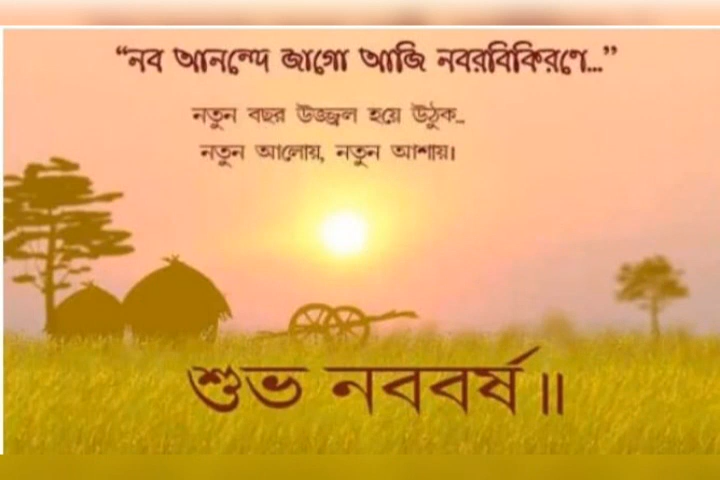 “নব আনন্দে জাগো আজি নবরবিকিরণে...”
নতুন বছর উজ্জ্বল হয়ে উঠুক...
নতুন আলোয়, নতুন আশায়।
শুভ নববর্ষ ॥